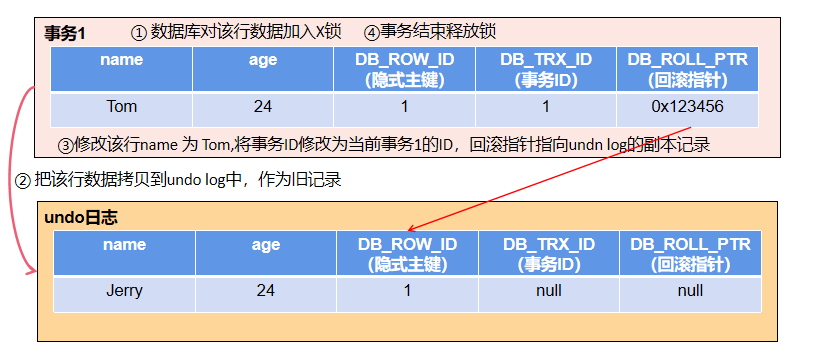 事务1 ① 数据库对该行数据加入X锁 ④事务结束释放锁
name age DB_ROW_ID DB_TRX_ID DB_ROLL_PTR
(隐式主键) (事务ID) (回滚指针)
Tom 24 1 1 0x123456
③修改该行name 为 Tom,将事务ID修改为当前事务1的ID，回滚指针指向undn log的副本记录
② 把该行数据拷贝到undo log中，作为旧记录
undo日志
name age DB_ROW_ID DB_TRX_ID DB_ROLL_PTR
(隐式主键) (事务ID) (回滚指针)
Jerry 24 1 null null